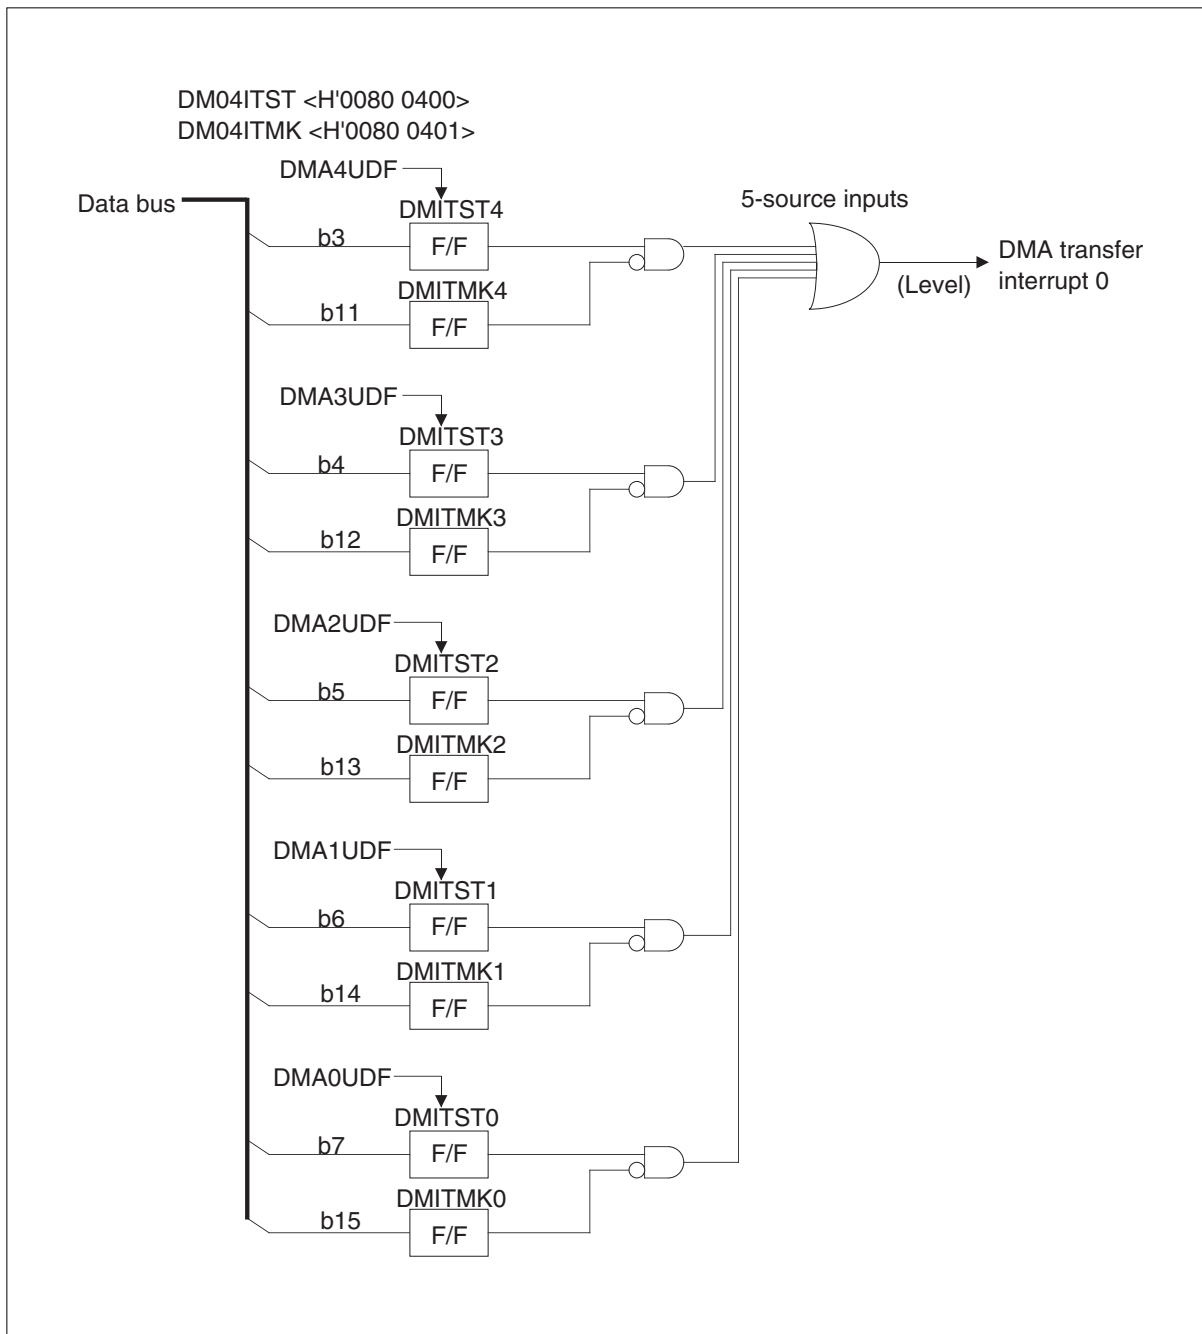 DM04ITST <H'0080 0400>
DM04ITMK <H'0080 0401>
DMA4UDF
Data bus
DMITST4
5-source inputs
b3
F/F
DMA transfer
interrupt 0
(Level)
DMITMK4
b11
F/F
DMA3UDF
DMITST3
b4
F/F
DMITMK3
b12
F/F
DMA2UDF
DMITST2
b5
F/F
DMITMK2
b13
F/F
DMA1UDF
DMITST1
b6
F/F
DMITMK1
b14
F/F
DMA0UDF
DMITST0
b7
F/F
DMITMK0
b15
F/F